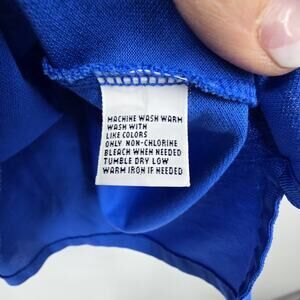 MACHINE WASH WARM
WASH WITH
LIKE COLORS
ONLY NON-CHLORINE
BLEACH WHEN NEEDED
TUMBLE DRY LOW
WARM IRON IF NEEDED